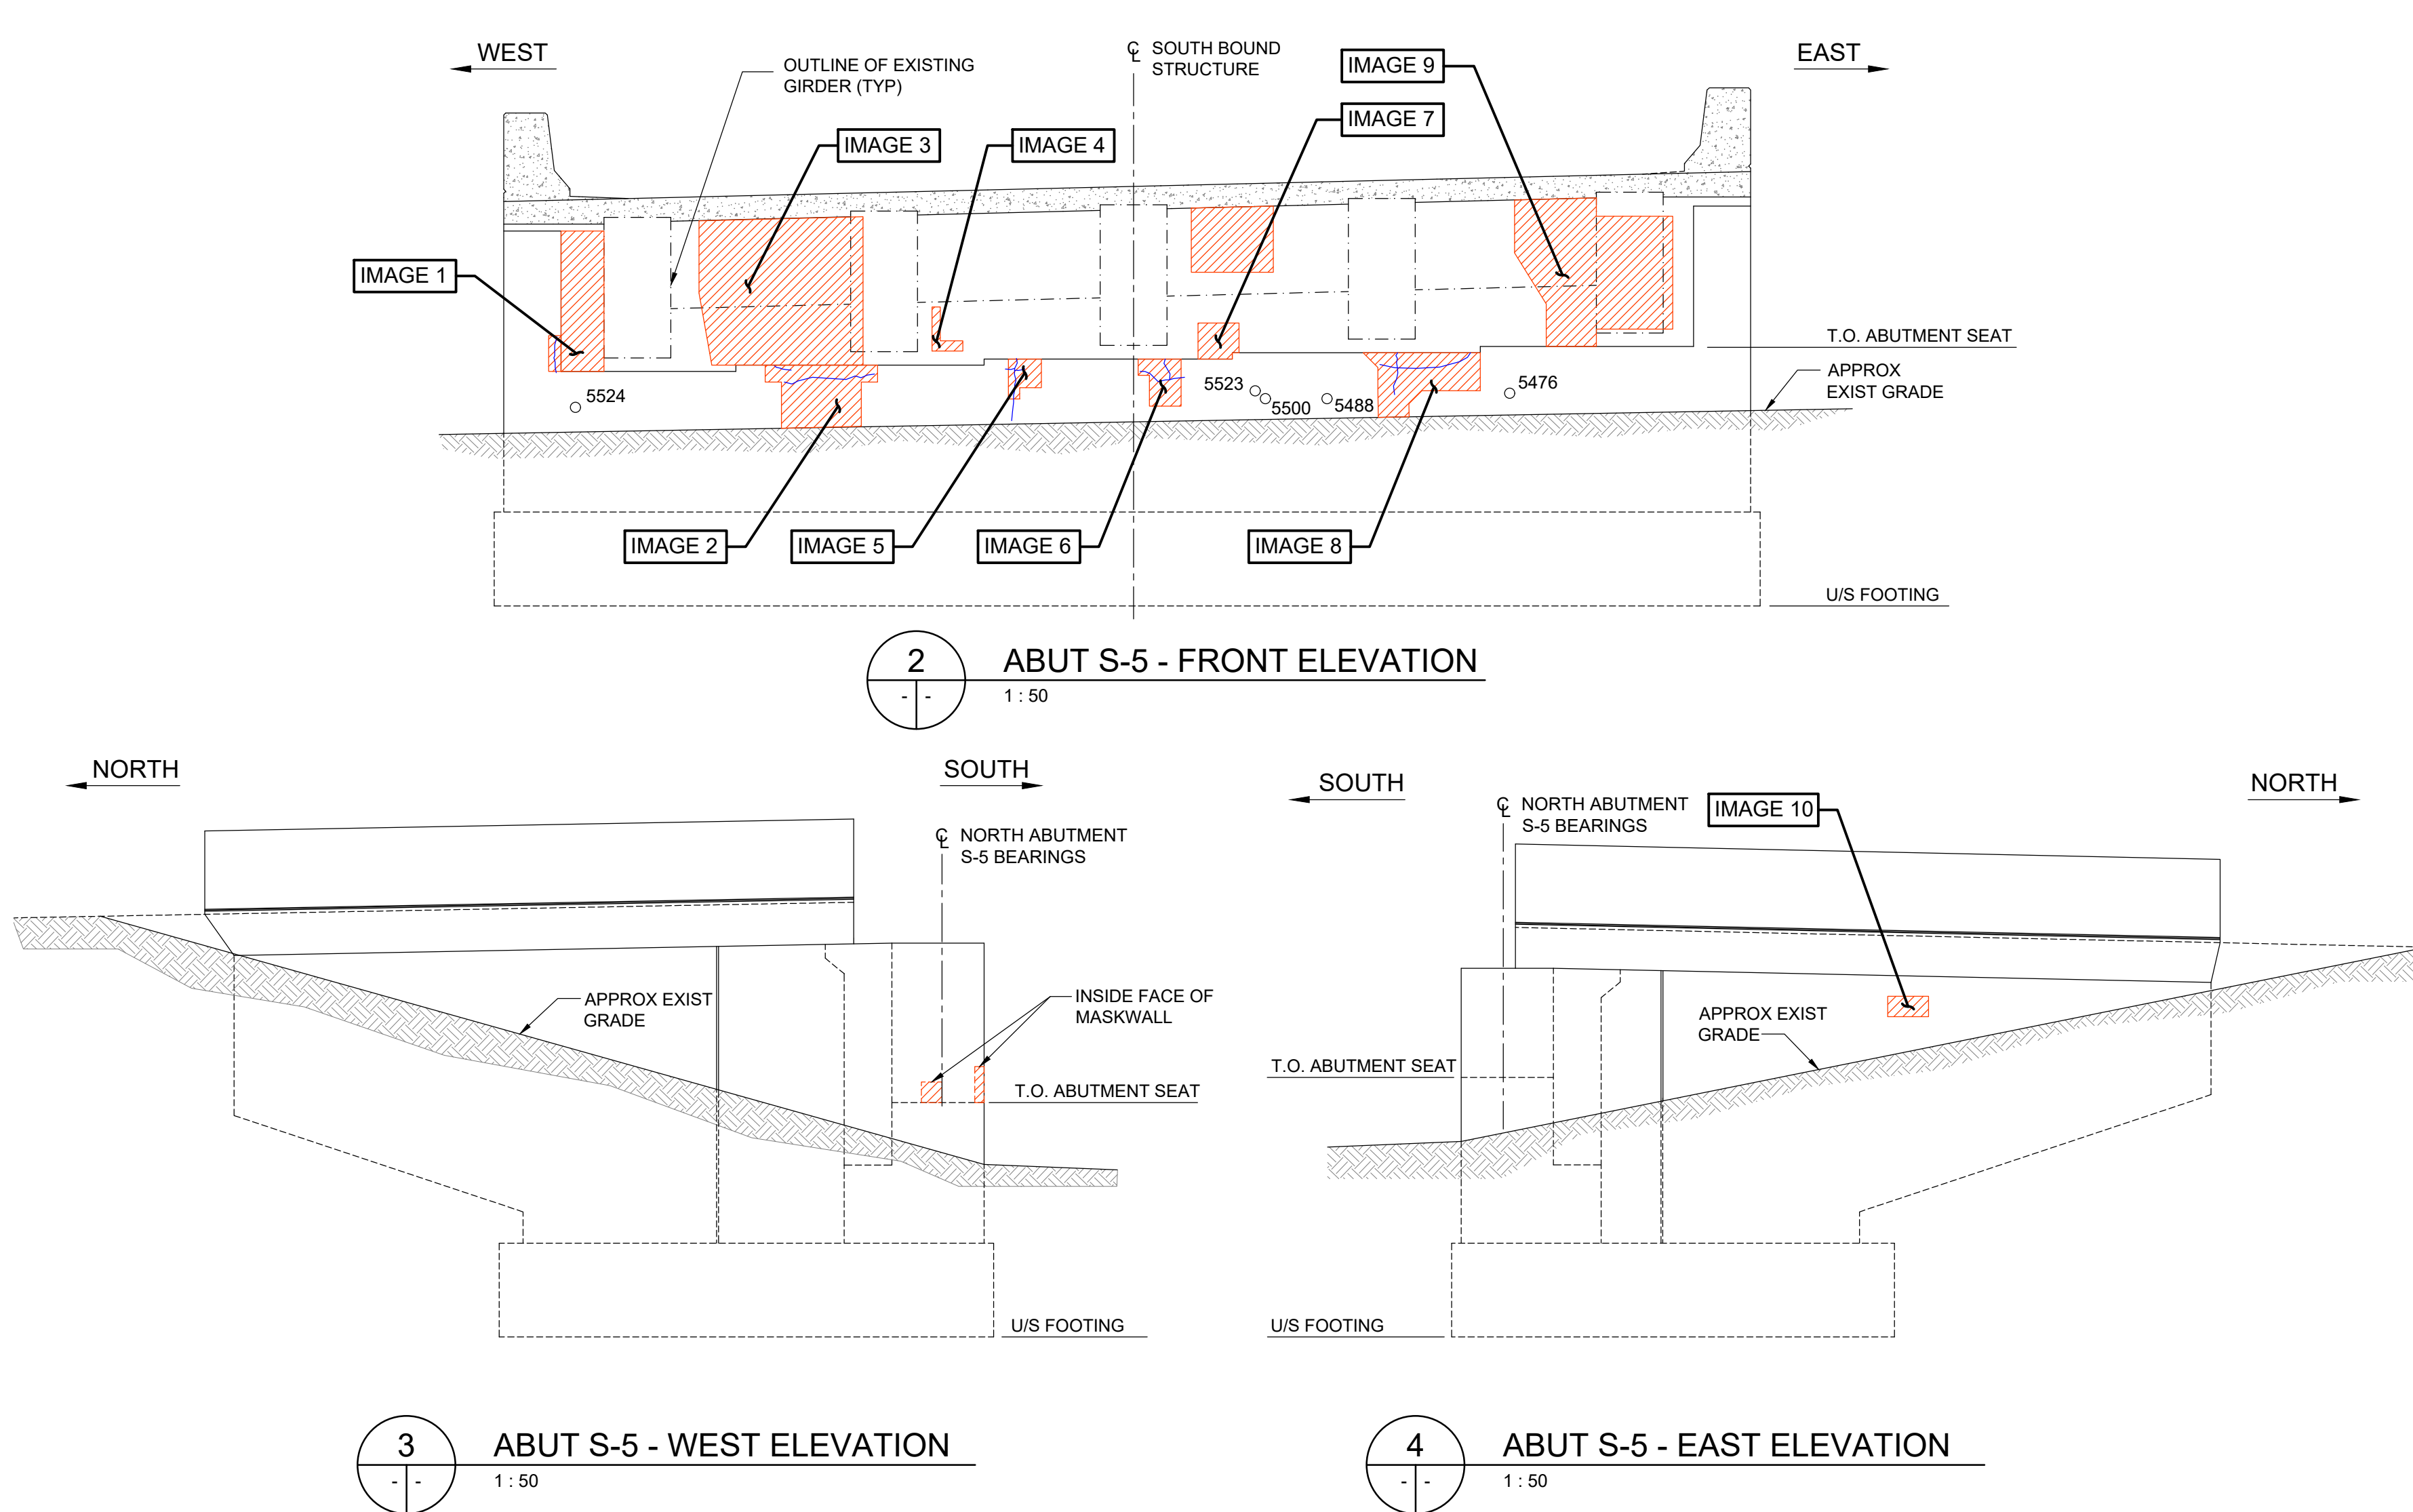 WEST
OUTLINE OF EXISTING
GIRDER (TYP)
℄ SOUTH BOUND
STRUCTURE
IMAGE 9
EAST
IMAGE 7
IMAGE 3
IMAGE 4
IMAGE 1
T.O. ABUTMENT SEAT
APPROX
EXIST GRADE
5524
5523
5500
5488
5476
IMAGE 2
IMAGE 5
IMAGE 6
IMAGE 8
U/S FOOTING
2
- -
ABUT S-5 - FRONT ELEVATION
1 : 50
NORTH
SOUTH
℄ NORTH ABUTMENT
S-5 BEARINGS
APPROX EXIST
GRADE
INSIDE FACE OF
MASKWALL
T.O. ABUTMENT SEAT
U/S FOOTING
3
- -
ABUT S-5 - WEST ELEVATION
1 : 50
SOUTH
NORTH
℄ NORTH ABUTMENT
S-5 BEARINGS
IMAGE 10
APPROX EXIST
GRADE
T.O. ABUTMENT SEAT
U/S FOOTING
4
- -
ABUT S-5 - EAST ELEVATION
1 : 50